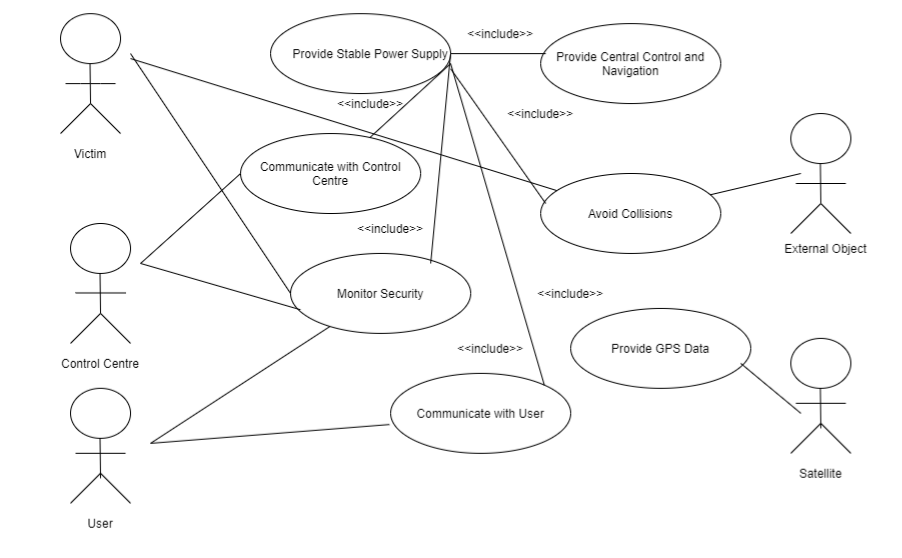 <<include>>
Provide Stable Power Supply
Provide Central Control and
Navigation
<<include>>
<<include>>
Victim
Communicate with Control
Centre
Avoid Collisions
<<include>>
External Object
Monitor Security
<<include>>
Control Centre
<<include>>
Provide GPS Data
Communicate with User
Satellite
User